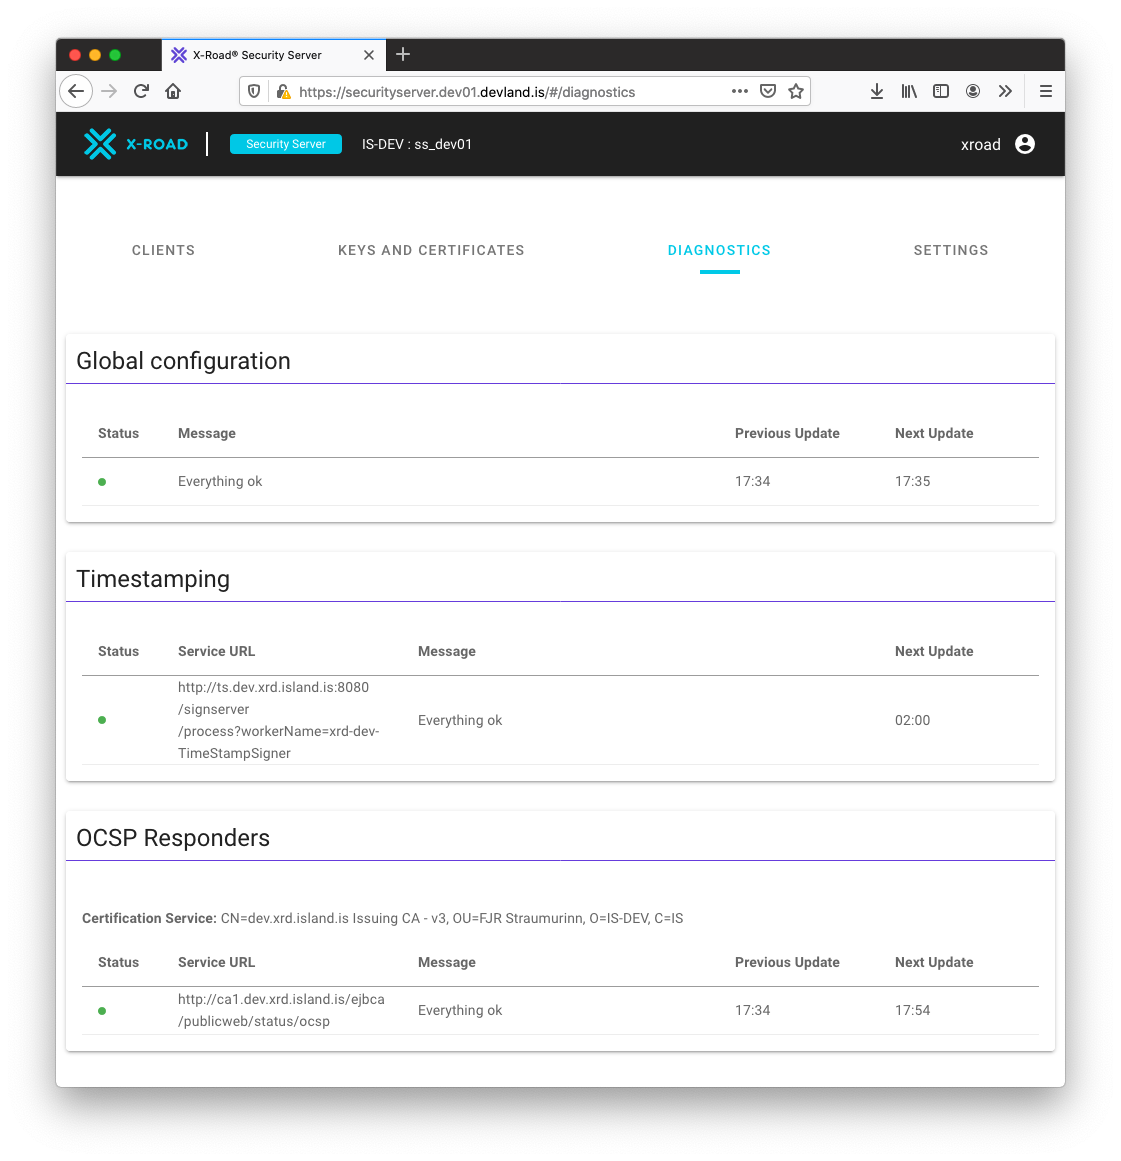 X-Road® Security Server
https://securityserver.dev01.devland.is/#/diagnostics
X-ROAD
Security Server
IS-DEV : ss_dev01
xroad
CLIENTS
KEYS AND CERTIFICATES
DIAGNOSTICS
SETTINGS
Global configuration
Status Message Previous Update Next Update
Everything ok 17:34 17:35
Timestamping
Status Service URL Message Next Update
http://ts.dev.xrd.island.is:8080
/signserver
/process?workerName=xrd-dev-
TimeStampSigner
Everything ok 02:00
OCSP Responders
Certification Service: CN=dev.xrd.island.is Issuing CA - v3, OU=FJR Straumurinn, O=IS-DEV, C=IS
Status Service URL Message Previous Update Next Update
http://ca1.dev.xrd.island.is/ejbca
/publicweb/status/ocsp
Everything ok 17:34 17:54